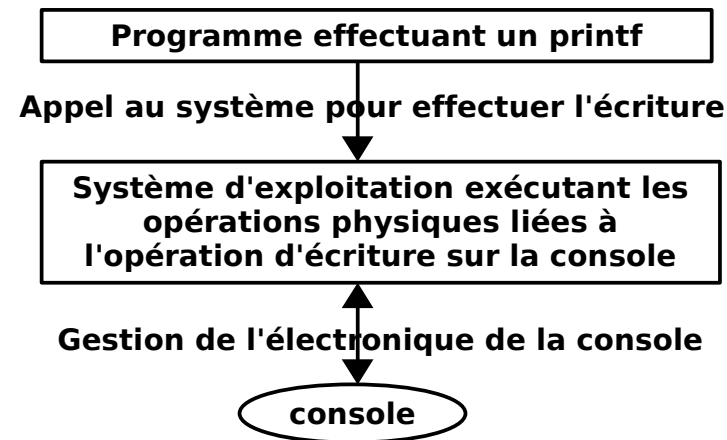 Programme effectuant un printf
Appel au système pour effectuer l'écriture
Système d'exploitation exécutant les
opérations physiques liées à
l'opération d'écriture sur la console
Gestion de l'électronique de la console
console